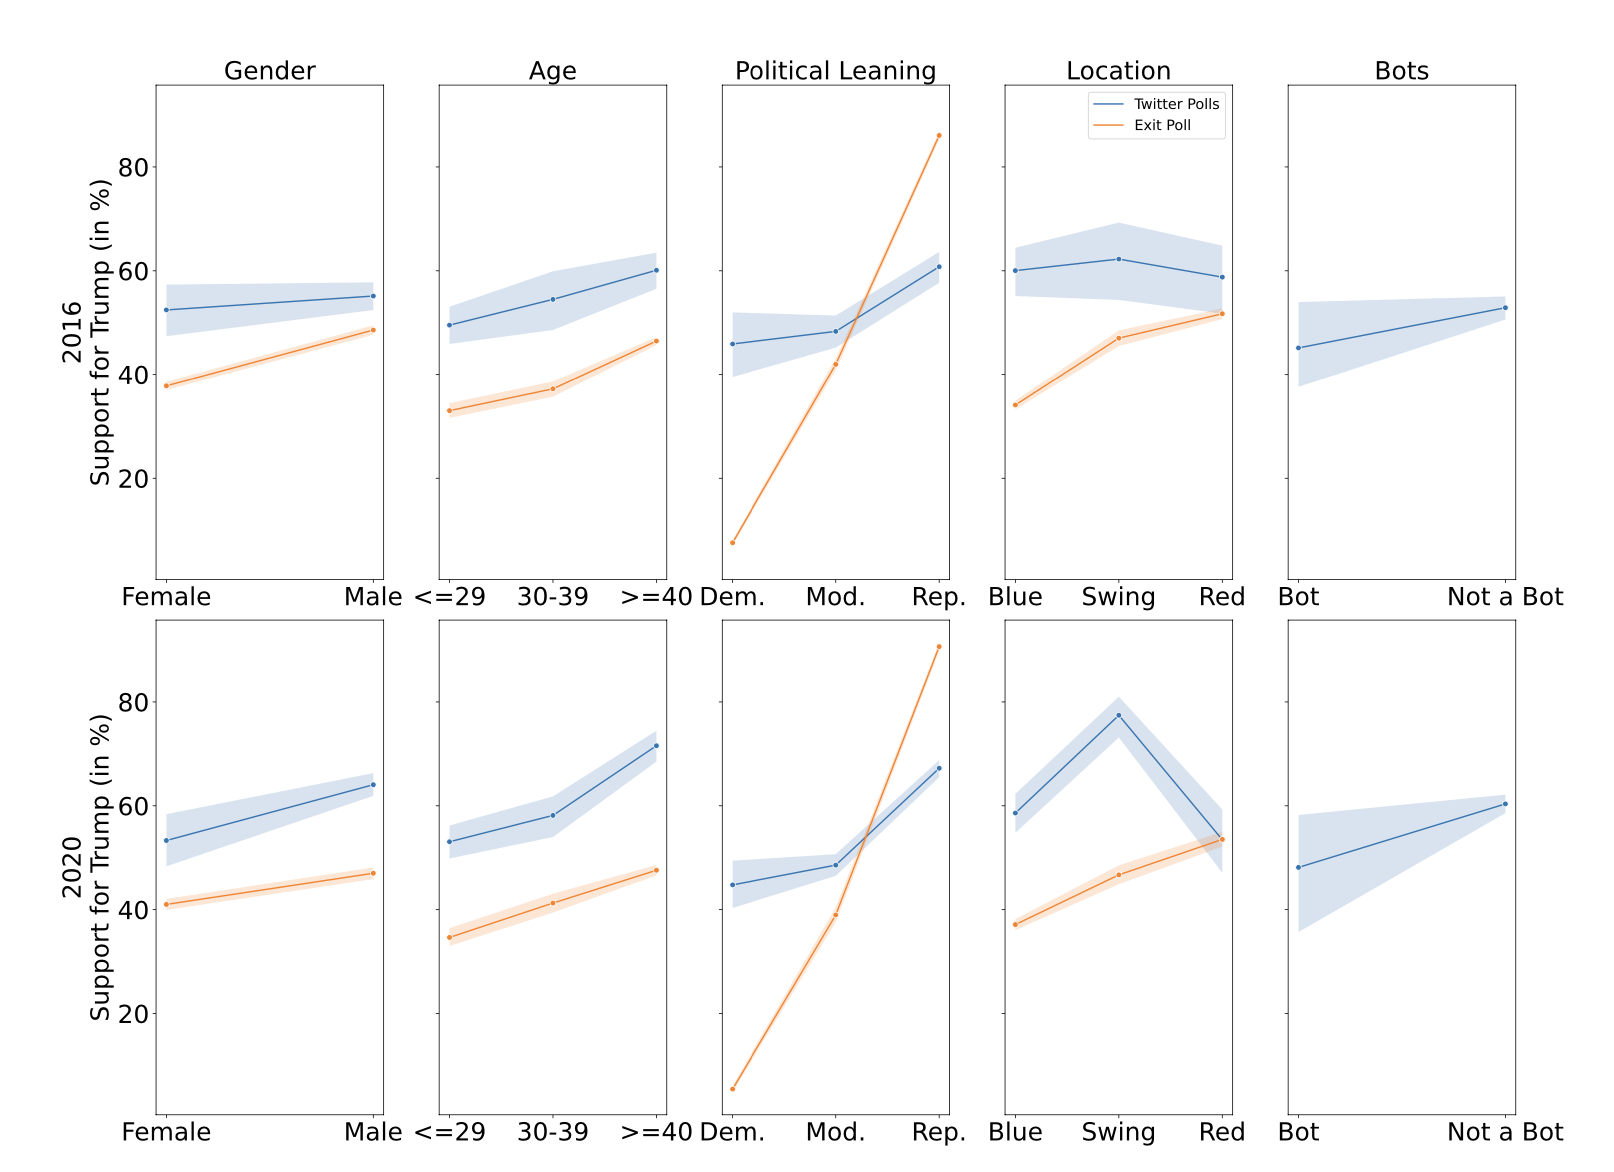 Gender Age Political Leaning Location Bots
Twitter Polls
Exit Poll
2016
Support for Trump (in %)
80
60
40
20
Female Male <=29 30-39 >=40 Dem. Mod. Rep. Blue Swing Red Bot Not a Bot
2020
Support for Trump (in %)
80
60
40
20
Female Male <=29 30-39 >=40 Dem. Mod. Rep. Blue Swing Red Bot Not a Bot